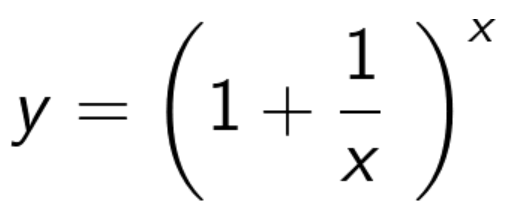 y = (1 + 1/x)^x